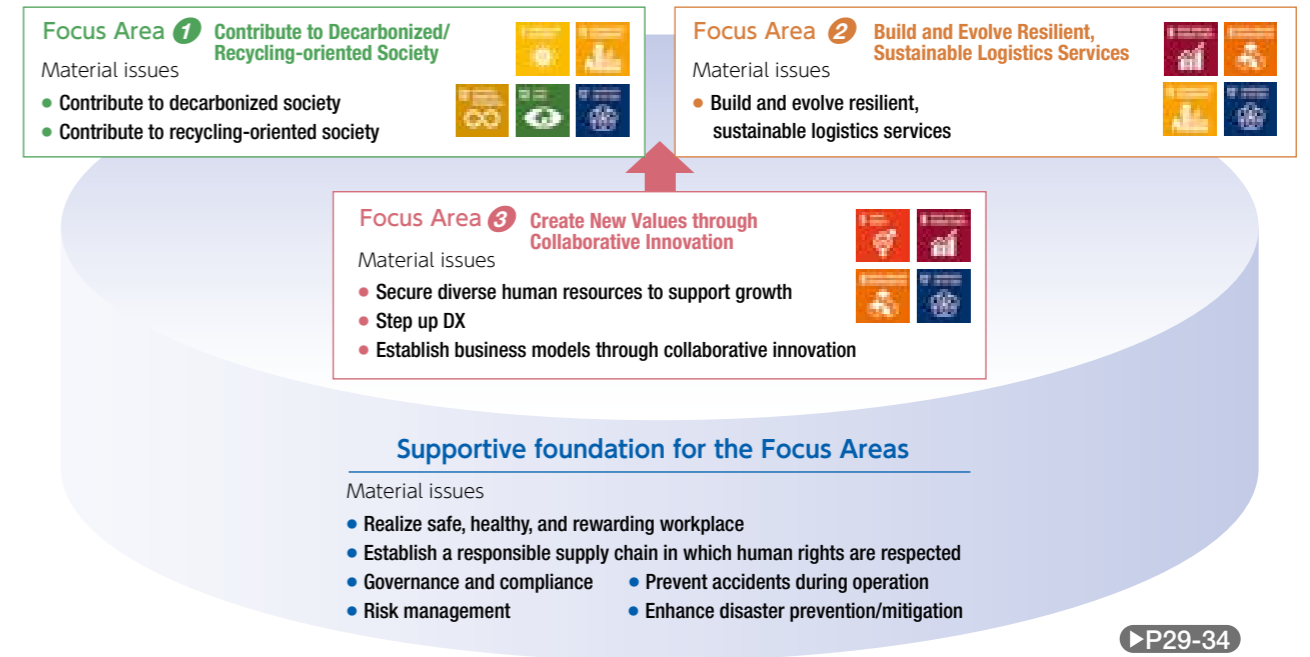 Focus Area 1 Contribute to Decarbonized/
Recycling-oriented Society
Material issues
• Contribute to decarbonized society
• Contribute to recycling-oriented society
Focus Area 2 Build and Evolve Resilient,
Sustainable Logistics Services
Material issues
• Build and evolve resilient,
sustainable logistics services
Focus Area 3 Create New Values through
Collaborative Innovation
Material issues
• Secure diverse human resources to support growth
• Step up DX
• Establish business models through collaborative innovation
Supportive foundation for the Focus Areas
Material issues
• Realize safe, healthy, and rewarding workplace
• Establish a responsible supply chain in which human rights are respected
• Governance and compliance • Prevent accidents during operation
• Risk management • Enhance disaster prevention/mitigation
▶P29-34